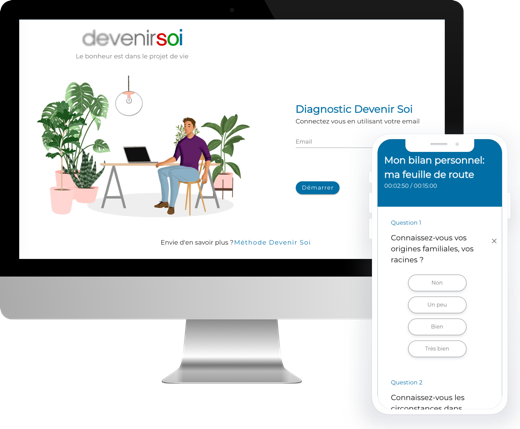 devenirsoi
Le bonheur est dans le projet de vie
Diagnostic Devenir Soi
Connectez vous en utilisant votre email
Email
Démarrer
Envie d'en savoir plus ? Méthode Devenir Soi
Mon bilan personnel:
ma feuille de route
00:02:50 / 00:15:00
Question 1
Connaissez-vous vos
origines familiales, vos
racines ?
Non
Un peu
Bien
Très bien
Question 2
Connaissez-vous les
circonstances dans